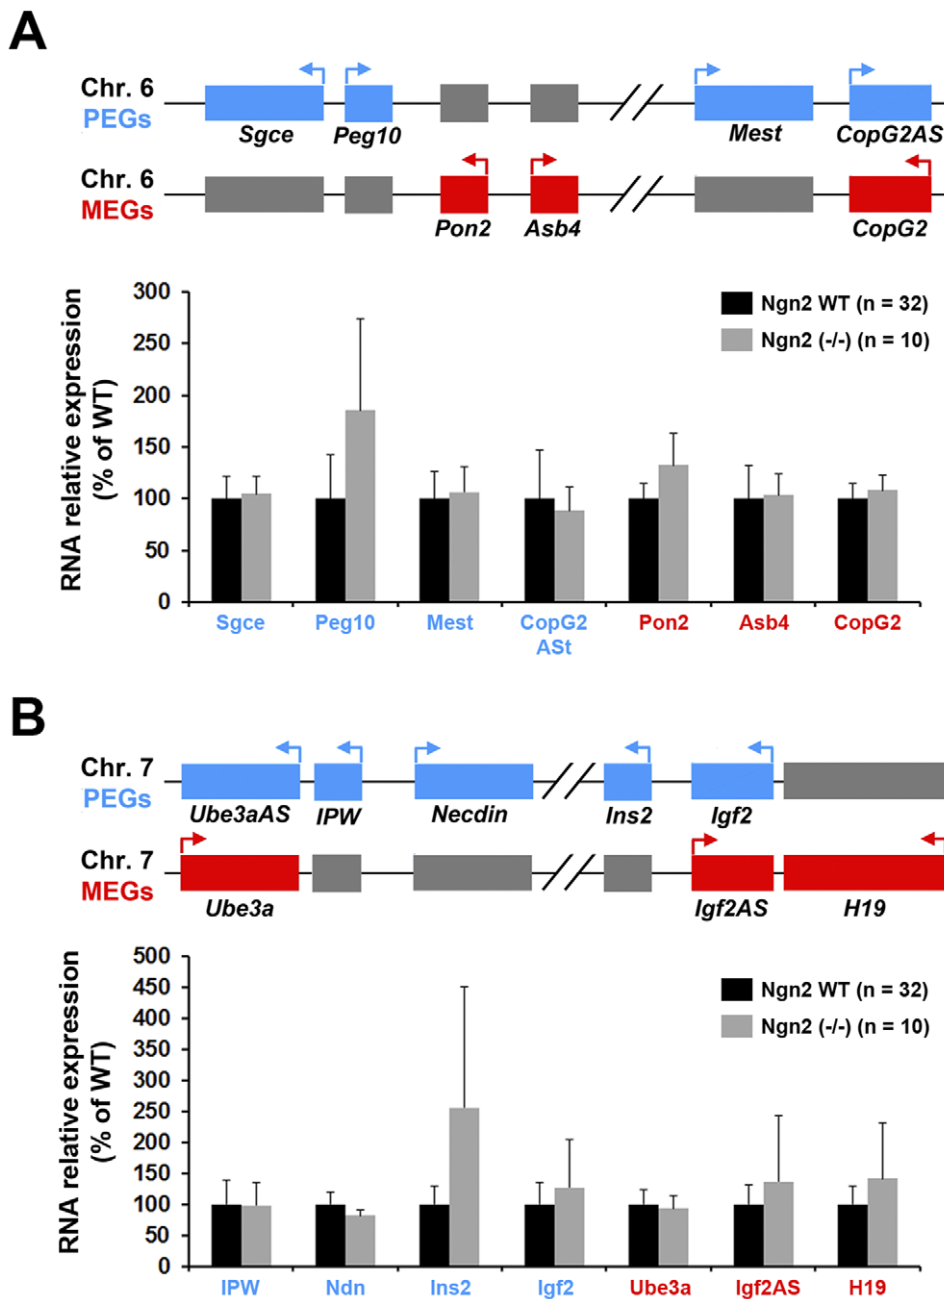 A
Chr. 6
PEGs
Sgce
Peg10
Mest
CopG2AS
Chr. 6
MEGs
Pon2
Asb4
CopG2
RNA relative expression
(% of WT)
300
250
200
150
100
50
0
Ngn2 WT (n = 32)
Ngn2 (-/-) (n = 10)
Sgce
Peg10
Mest
CopG2
ASt
Pon2
Asb4
CopG2
B
Chr. 7
PEGs
Ube3aAS
IPW
Necdin
Ins2
Igf2
Chr. 7
MEGs
Ube3a
Igf2AS
H19
RNA relative expression
(% of WT)
500
450
400
350
300
250
200
150
100
50
0
Ngn2 WT (n = 32)
Ngn2 (-/-) (n = 10)
IPW
Ndn
Ins2
Igf2
Ube3a
Igf2AS
H19